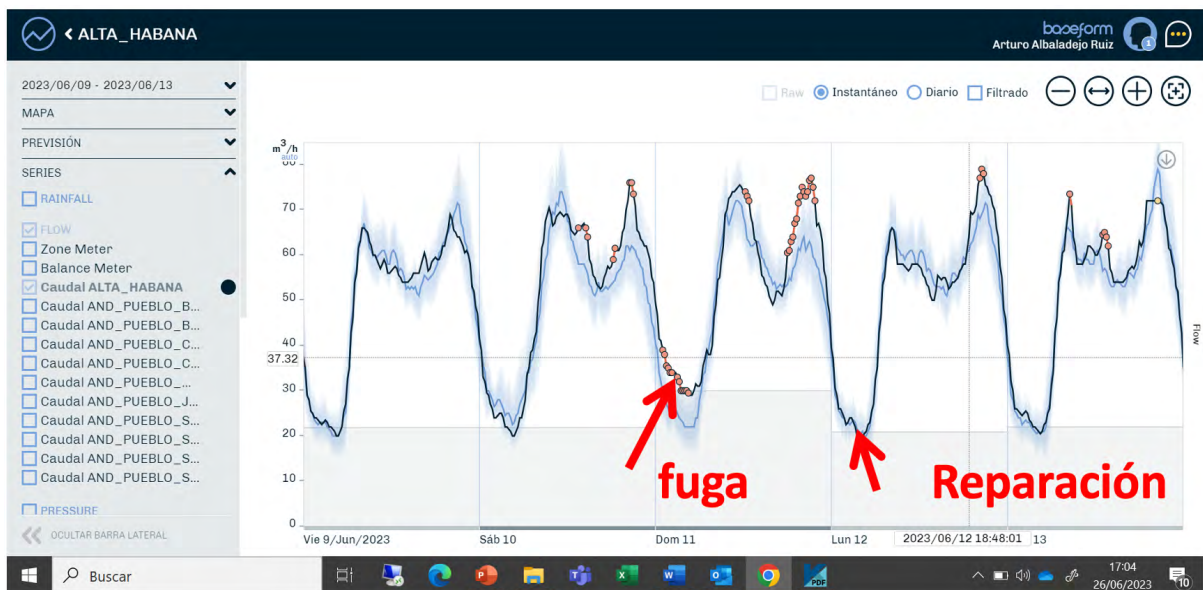 ALTA_HABANA
baseform
Arturo Albaladejo Ruiz
1
2023/06/09 - 2023/06/13
MAPA
PREVISIÓN
SERIES
RAINFALL
FLOW
Zone Meter
Balance Meter
Caudal ALTA_HABANA
Caudal AND_PUEBLO_B...
Caudal AND_PUEBLO_B...
Caudal AND_PUEBLO_C...
Caudal AND_PUEBLO_C...
Caudal AND_PUEBLO_...
Caudal AND_PUEBLO_J...
Caudal AND_PUEBLO_S...
Caudal AND_PUEBLO_S...
Caudal AND_PUEBLO_S...
Caudal AND_PUEBLO_S...
PRESSURE
OCULTAR BARRA LATERAL
Raw Instantáneo Diario Filtrado
m³/h
auto
70
60
50
40
37.32
30
20
10
0
Flow
fuga
Reparación
Vie 9/Jun/2023 Sáb 10 Dom 11 Lun 12 2023/06/12 18:48:01 13
Buscar
17:04
26/06/2023
10